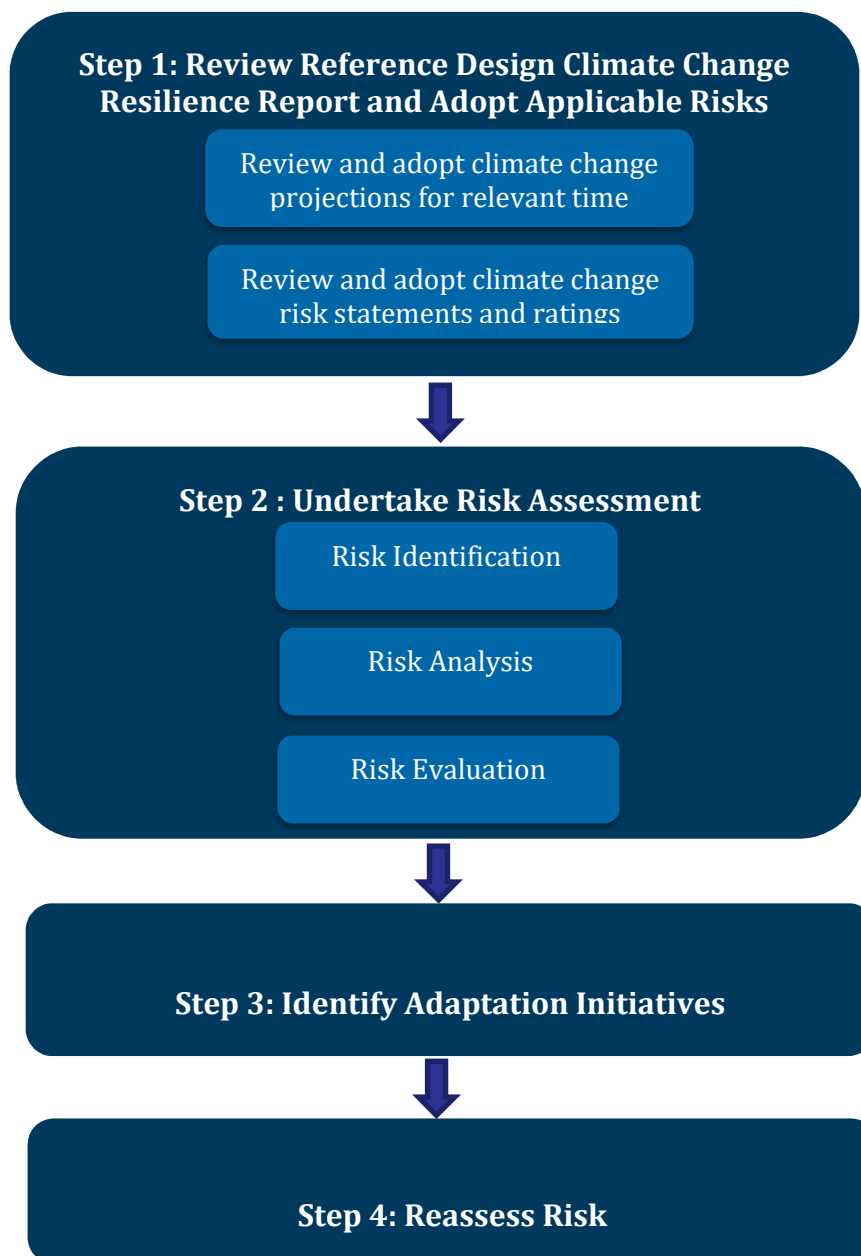 Step 1: Review Reference Design Climate Change
Resilience Report and Adopt Applicable Risks
Review and adopt climate change
projections for relevant time
Review and adopt climate change
risk statements and ratings
Step 2 : Undertake Risk Assessment
Risk Identification
Risk Analysis
Risk Evaluation
Step 3: Identify Adaptation Initiatives
Step 4: Reassess Risk